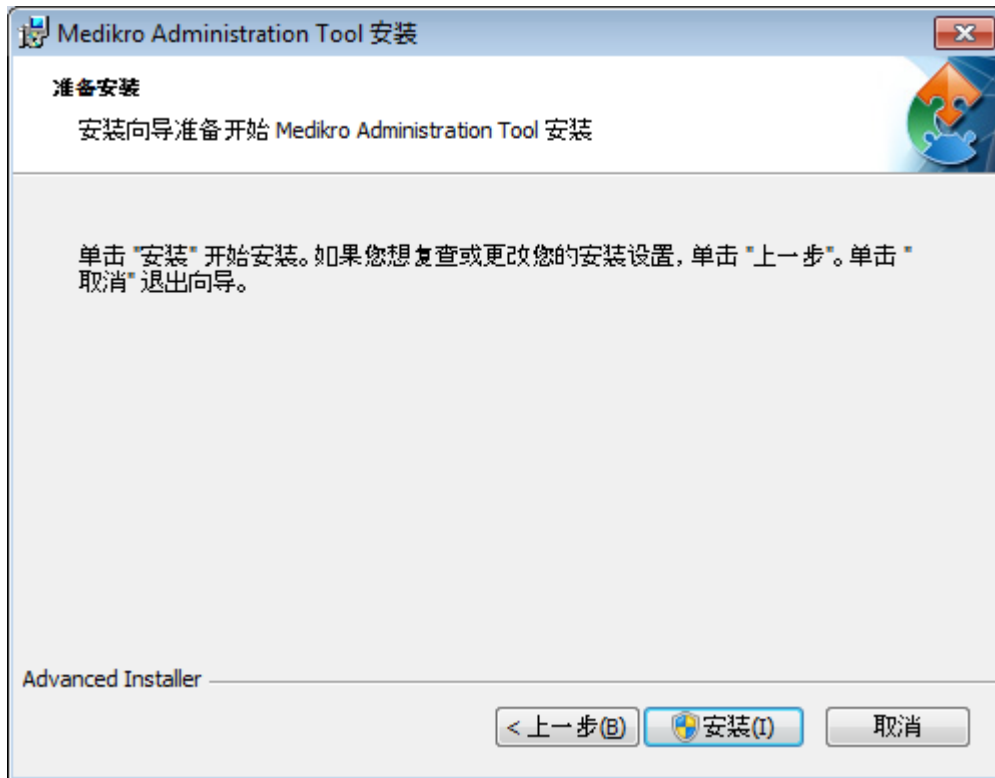 Medikro Administration Tool 安装
准备安装
安装向导准备开始 Medikro Administration Tool 安装
单击 "安装" 开始安装。如果您想复查或更改您的安装设置，单击 "上一步"。单击 "
取消" 退出向导。
Advanced Installer
< 上一步(B) 安装(I) 取消